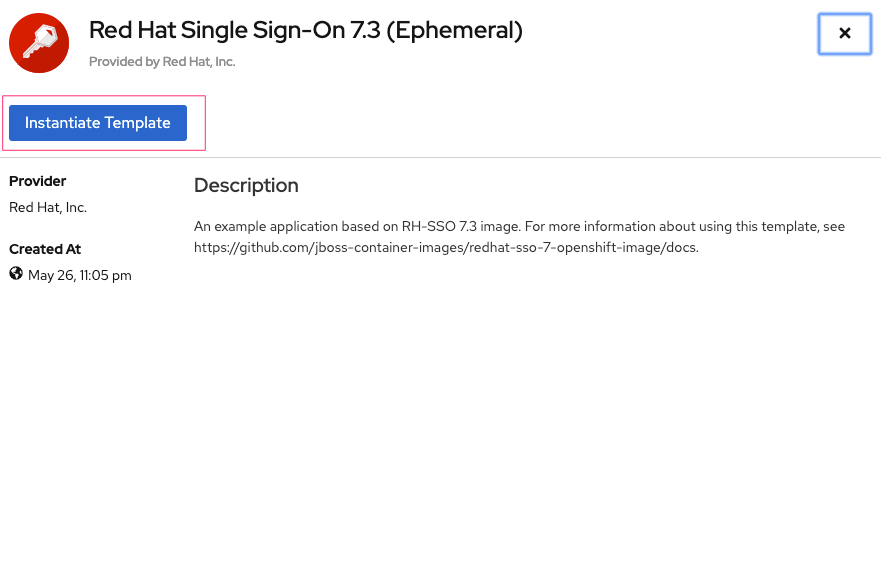 Red Hat Single Sign-On 7.3 (Ephemeral)
Provided by Red Hat, Inc.
Instantiate Template
Provider
Red Hat, Inc.
Created At
May 26, 11:05 pm
Description
An example application based on RH-SSO 7.3 image. For more information about using this template, see
https://github.com/jboss-container-images/redhat-sso-7-openshift-image/docs.